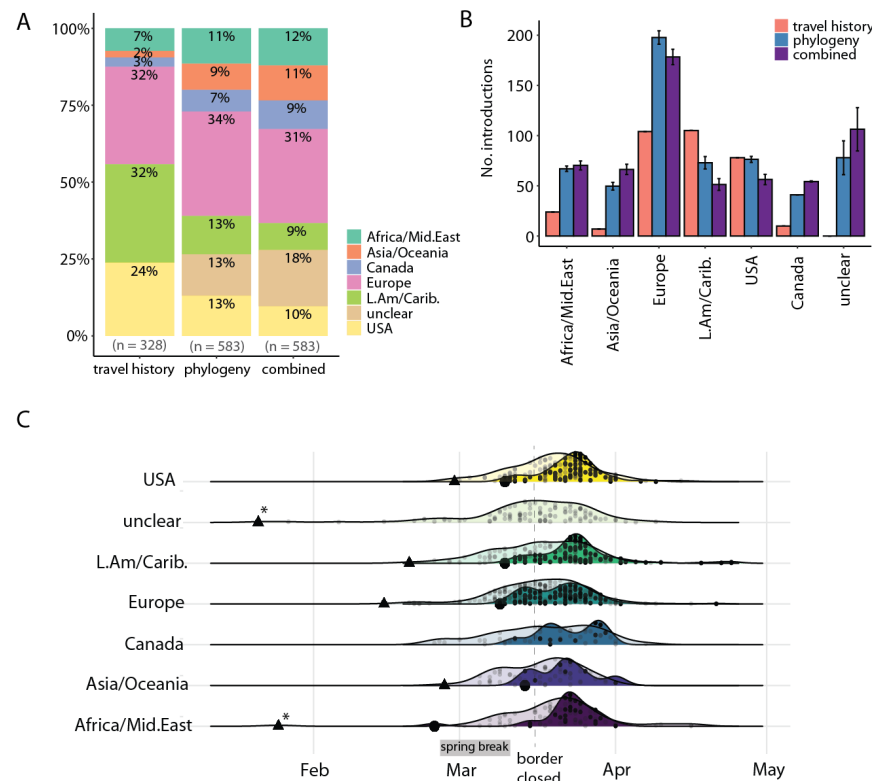 A
100%
75%
50%
25%
0%
7%
2%
3%
32%
32%
24%
11%
9%
7%
34%
13%
13%
13%
12%
11%
9%
31%
9%
18%
10%
(n = 328)
(n = 583)
(n = 583)
travel history
phylogeny
combined
Africa/Mid.East
Asia/Oceania
Canada
Europe
L.Am/Carib.
unclear
USA
B
No. introductions
200
150
100
50
0
travel history
phylogeny
combined
Africa/Mid.East
Asia/Oceania
Europe
L.Am/Carib.
USA
Canada
unclear
C
USA
unclear
*
L.Am/Carib.
Europe
Canada
Asia/Oceania
Africa/Mid.East
*
spring break
border
closed
Feb
Mar
Apr
May